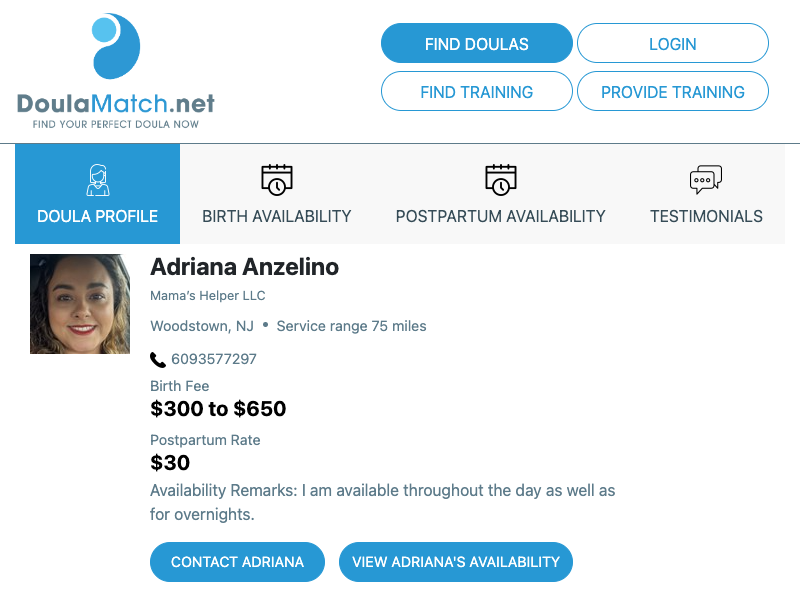 DoulaMatch.net
FIND YOUR PERFECT DOULA NOW
FIND DOULAS
LOGIN
FIND TRAINING
PROVIDE TRAINING
DOULA PROFILE
BIRTH AVAILABILITY
POSTPARTUM AVAILABILITY
TESTIMONIALS
Adriana Anzelino
Mama's Helper LLC
Woodstown, NJ • Service range 75 miles
6093577297
Birth Fee
$300 to $650
Postpartum Rate
$30
Availability Remarks: I am available throughout the day as well as
for overnights.
CONTACT ADRIANA
VIEW ADRIANA'S AVAILABILITY